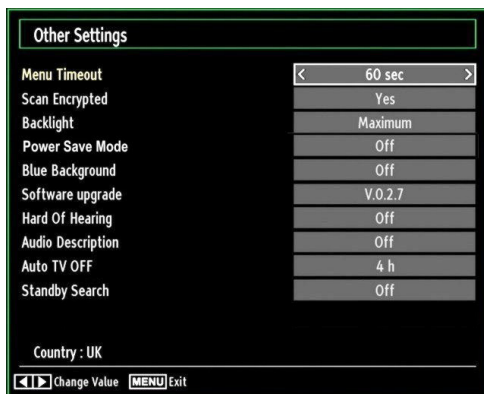 Other Settings
Menu Timeout < 60 sec >
Scan Encrypted Yes
Backlight Maximum
Power Save Mode Off
Blue Background Off
Software upgrade V.0.2.7
Hard Of Hearing Off
Audio Description Off
Auto TV OFF 4 h
Standby Search Off
Country : UK
Change Value MENU Exit